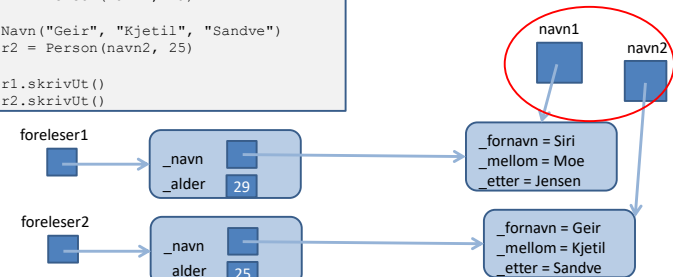 Navn("Geir", "Kjetil", "Sandve")
r2 = Person(navn2, 25)
r1.skrivUt()
r2.skrivUt()
navn1
navn2
foreleser1
_navn
_alder 29
_fornavn = Siri
_mellom = Moe
_etter = Jensen
foreleser2
_navn
_alder 25
_fornavn = Geir
_mellom = Kjetil
_etter = Sandve